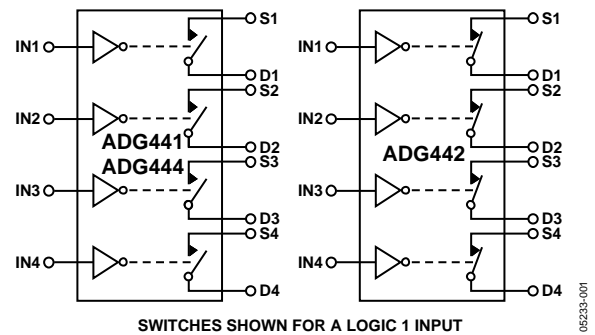 S1
IN1
D1
S2
IN2
ADG441
D2
ADG444
S3
IN3
D3
S4
IN4
D4
S1
IN1
D1
S2
IN2
D2
ADG442
S3
IN3
D3
S4
IN4
D4
SWITCHES SHOWN FOR A LOGIC 1 INPUT
05233-001